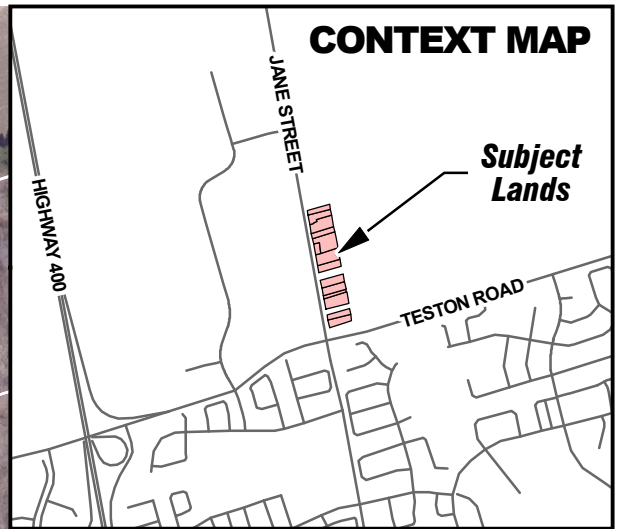 CONTEXT MAP
JANE STREET
Subject
Lands
HIGHWAY 400
TESTON ROAD